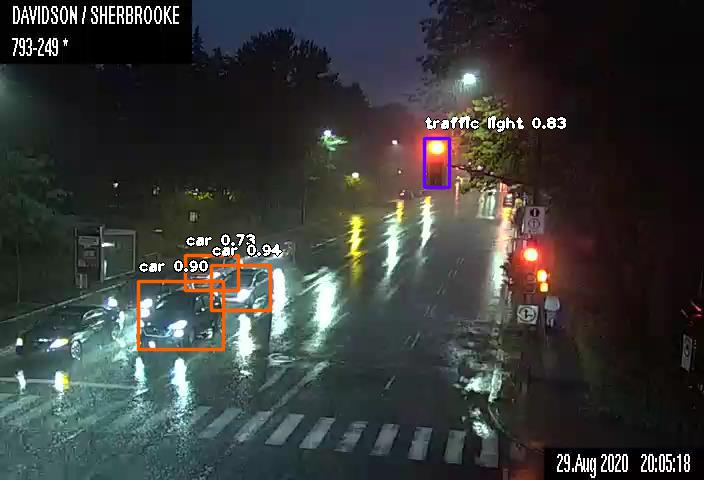 DAVIDSON / SHERBROOKE
793-249 *
traffic light 0.83
car 0.73
car 0.94
car 0.90
29.Aug 2020 20:05:18